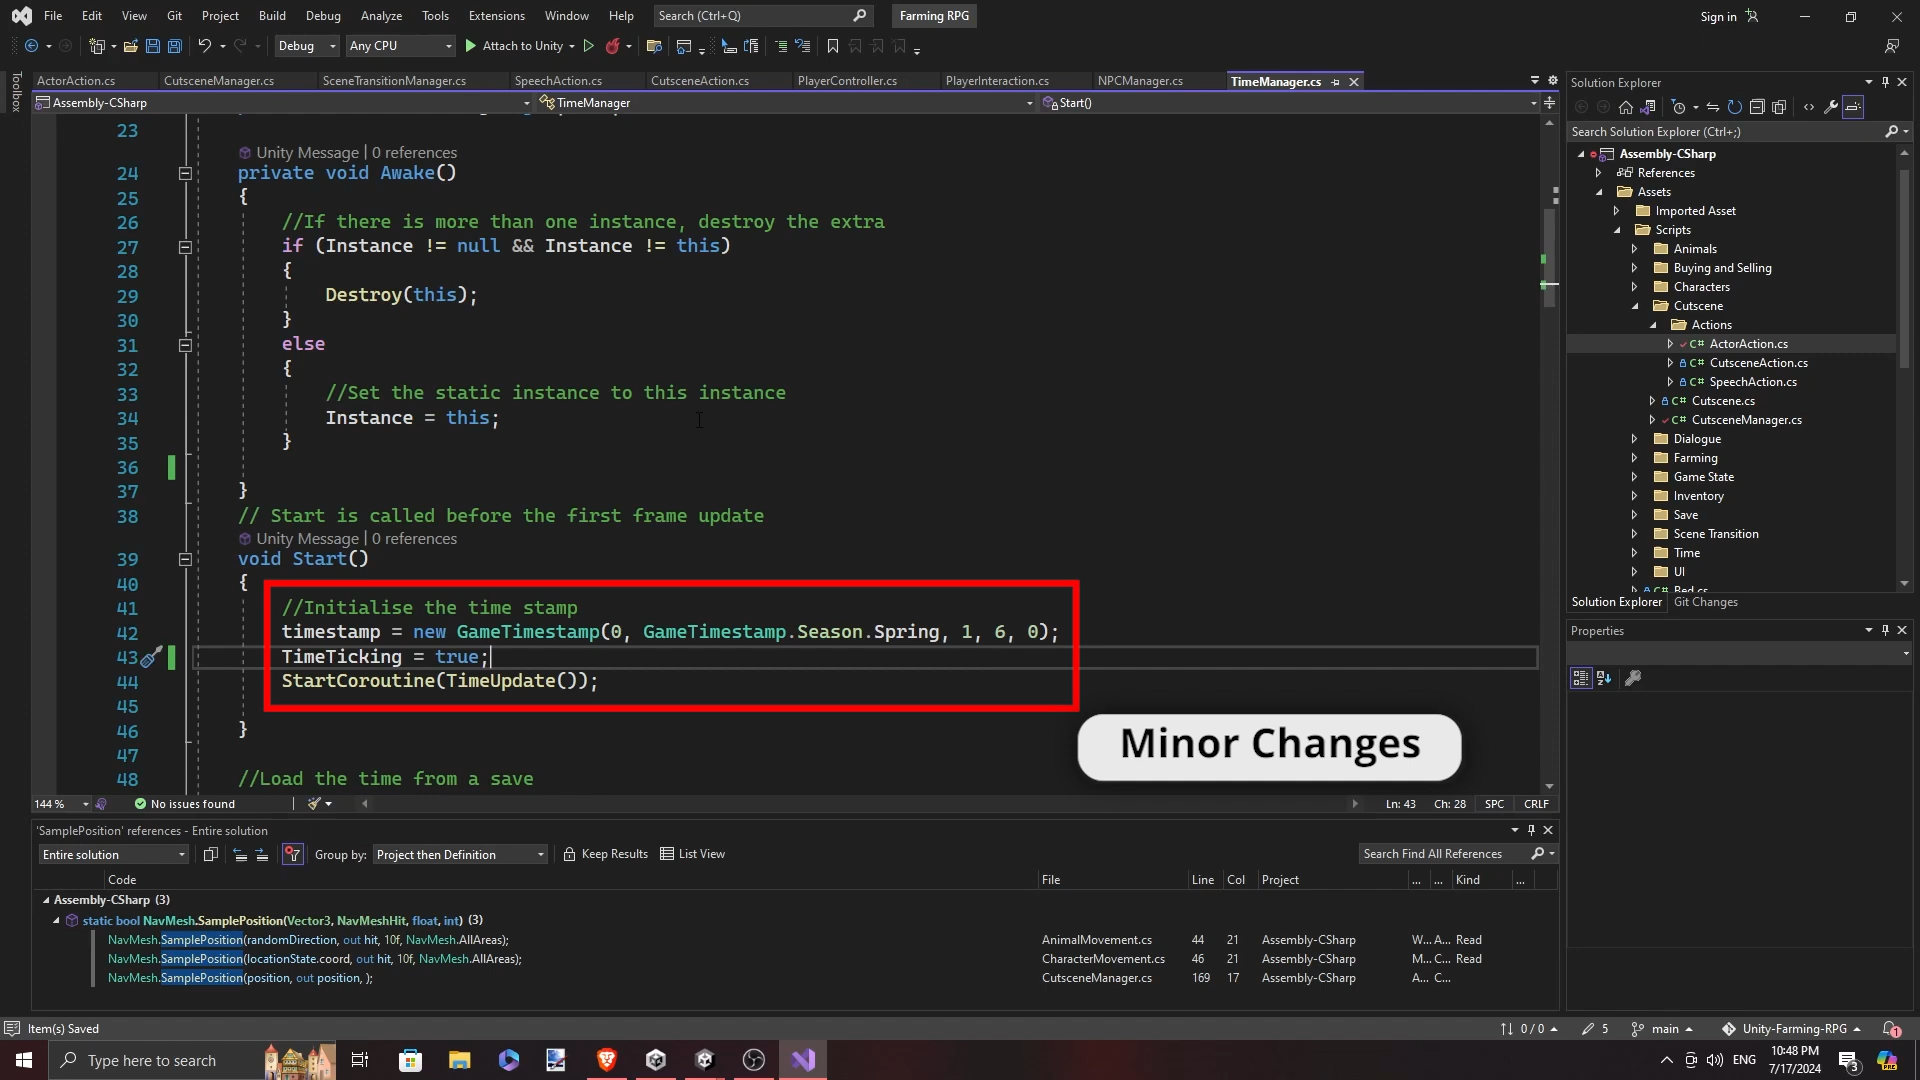 File Edit View Git Project Build Debug Analyze Tools Extensions Window Help Search (Ctrl+Q) Farming RPG Sign in
Debug Any CPU Attach to Unity
Toolbox
ActorAction.cs CutsceneManager.cs SceneTransitionManager.cs SpeechAction.cs CutsceneAction.cs PlayerController.cs PlayerInteraction.cs NPCManager.cs TimeManager.cs
Assembly-CSharp TimeManager Start()
23
Unity Message | 0 references
24 private void Awake()
25 {
26 //If there is more than one instance, destroy the extra
27 if (Instance != null && Instance != this)
28 {
29 Destroy(this);
30 }
31 else
32 {
33 //Set the static instance to this instance
34 Instance = this;
35 }
36
37 }
38 // Start is called before the first frame update
Unity Message | 0 references
39 void Start()
40 {
41 //Initialise the time stamp
42 timestamp = new GameTimestamp(0, GameTimestamp.Season.Spring, 1, 6, 0);
43 TimeTicking = true;
44 StartCoroutine(TimeUpdate());
45
46 }
47
48 //Load the time from a save
Minor Changes
144 % No issues found Ln: 43 Ch: 28 SPC CRLF
Solution Explorer
Search Solution Explorer (Ctrl+;)
Assembly-CSharp
References
Assets
Imported Asset
Scripts
Animals
Buying and Selling
Characters
Cutscene
Actions
C# ActorAction.cs
C# CutsceneAction.cs
C# SpeechAction.cs
C# Cutscene.cs
C# CutsceneManager.cs
Dialogue
Farming
Game State
Inventory
Save
Scene Transition
Time
UI
Solution Explorer Git Changes
Properties
'SamplePosition' references - Entire solution
Entire solution Group by: Project then Definition Keep Results List View Search Find All References
Code File Line Col Project ... ... Kind ...
Assembly-CSharp (3)
static bool NavMesh.SamplePosition(Vector3, NavMeshHit, float, int) (3)
NavMesh.SamplePosition(randomDirection, out hit, 10f, NavMesh.AllAreas); AnimalMovement.cs 44 21 Assembly-CSharp W... A... Read
NavMesh.SamplePosition(locationState.coord, out hit, 10f, NavMesh.AllAreas); CharacterMovement.cs 46 21 Assembly-CSharp M... C... Read
NavMesh.SamplePosition(position, out position, ); CutsceneManager.cs 169 17 Assembly-CSharp A... C...
Item(s) Saved 0 / 0 5 main Unity-Farming-RPG 1
Type here to search ENG 10:48 PM
7/17/2024 3